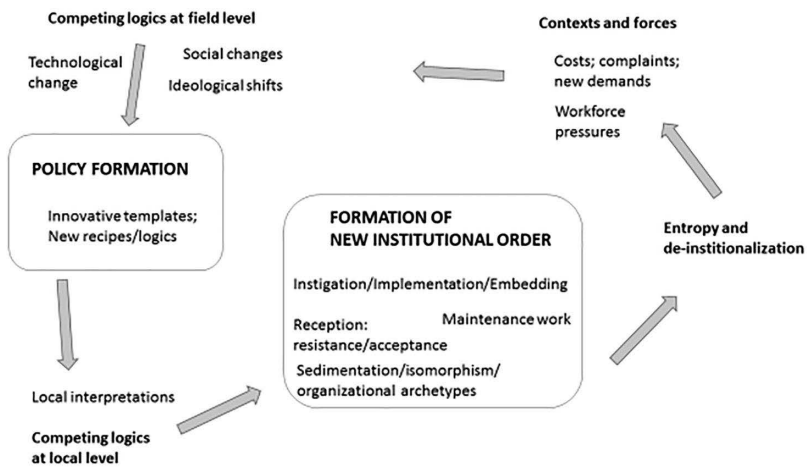 Competing logics at field level
Technological
change
Social changes
Ideological shifts
Contexts and forces
Costs; complaints;
new demands
Workforce
pressures
POLICY FORMATION
Innovative templates;
New recipes/logics
FORMATION OF
NEW INSTITUTIONAL ORDER
Instigation/Implementation/Embedding
Reception:
resistance/acceptance
Maintenance work
Sedimentation/isomorphism/
organizational archetypes
Entropy and
de-institionalization
Local interpretations
Competing logics
at local level